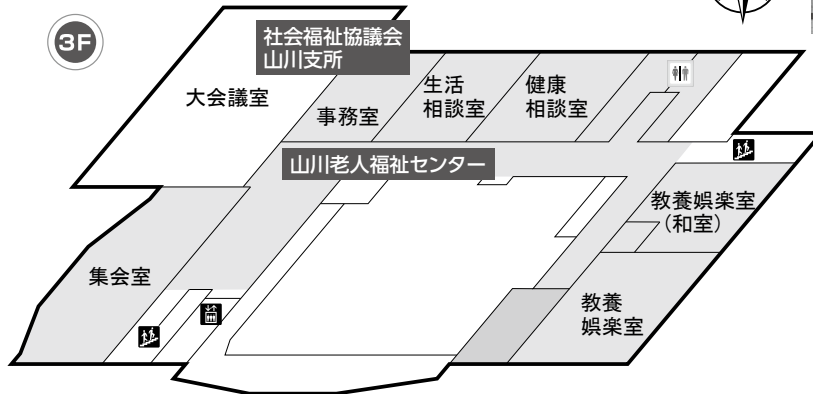 3F
社会福祉協議会
山川支所
大会議室
事務室
生活
相談室
健康
相談室
山川老人福祉センター
教養娯楽室
（和室）
集会室
教養
娯楽室